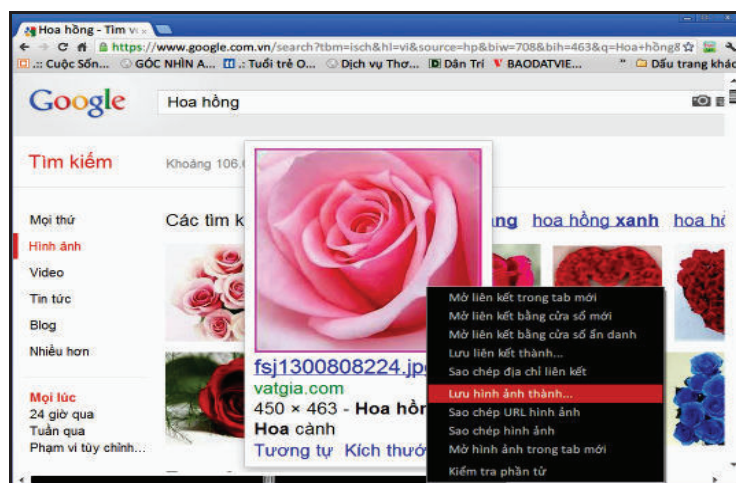 Hoa hồng - Tìm v
https://www.google.com.vn/search?tbm=isch&hl=vi&source=hp&biw=708&bih=463&q=Hoa+hồng&
.:: Cuộc Sốn... GÓC NHÌN A... .: Tuổi trẻ O... Dịch vụ Thơ... Dân Trí BAODATVIE... » Dấu trang khác
Google Hoa hồng
Tìm kiếm Khoảng 106.
Mọi thứ
Hình ảnh
Video
Tin tức
Blog
Nhiều hơn
Mọi lúc
24 giờ qua
Tuần qua
Phạm vi tùy chỉnh...
Các tìm k
ng hoa hồng xanh hoa hồ
fsj1300808224.jp
vatgia.com
450 × 463 - Hoa hồn
Hoa cảnh
Tương tự Kích thướ
Mở liên kết trong tab mới
Mở liên kết bằng cửa sổ mới
Mở liên kết bằng cửa sổ ẩn danh
Lưu liên kết thành...
Sao chép địa chỉ liên kết
Lưu hình ảnh thành...
Sao chép URL hình ảnh
Sao chép hình ảnh
Mở hình ảnh trong tab mới
Kiểm tra phần tử